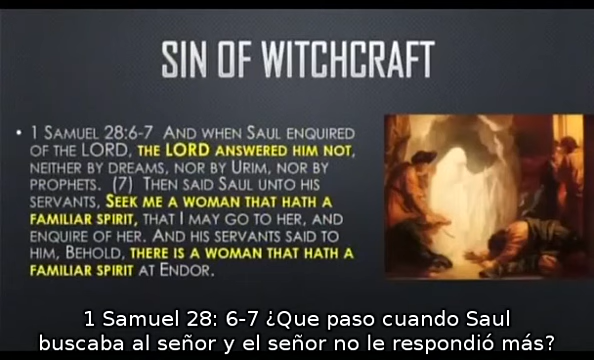 SIN OF WITCHCRAFT
• 1 SAMUEL 28:6-7 AND WHEN SAUL ENQUIRED
OF THE LORD, THE LORD ANSWERED HIM NOT,
NEITHER BY DREAMS, NOR BY URIM, NOR BY
PROPHETS. (7) THEN SAID SAUL UNTO HIS
SERVANTS, SEEK ME A WOMAN THAT HATH A
FAMILIAR SPIRIT, THAT I MAY GO TO HER, AND
ENQUIRE OF HER. AND HIS SERVANTS SAID TO
HIM, BEHOLD, THERE IS A WOMAN THAT HATH A
FAMILIAR SPIRIT AT ENDOR.
1 Samuel 28: 6-7 ¿Que paso cuando Saul
buscaba al señor y el señor no le respondió más?